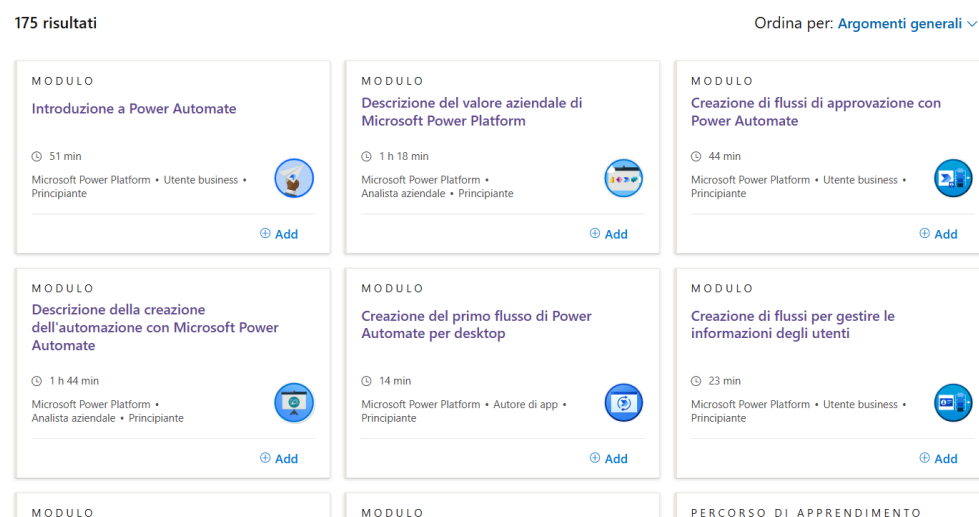 175 risultati
Ordina per: Argomenti generali
MODULO
Introduzione a Power Automate
51 min
Microsoft Power Platform • Utente business •
Principiante
Add
MODULO
Descrizione del valore aziendale di
Microsoft Power Platform
1 h 18 min
Microsoft Power Platform •
Analista aziendale • Principiante
Add
MODULO
Creazione di flussi di approvazione con
Power Automate
44 min
Microsoft Power Platform • Utente business •
Principiante
Add
MODULO
Descrizione della creazione
dell'automazione con Microsoft Power
Automate
1 h 44 min
Microsoft Power Platform •
Analista aziendale • Principiante
Add
MODULO
Creazione del primo flusso di Power
Automate per desktop
14 min
Microsoft Power Platform • Autore di app •
Principiante
Add
MODULO
Creazione di flussi per gestire le
informazioni degli utenti
23 min
Microsoft Power Platform • Utente business •
Principiante
Add
MODULO
MODULO
PERCORSO DI APPRENDIMENTO